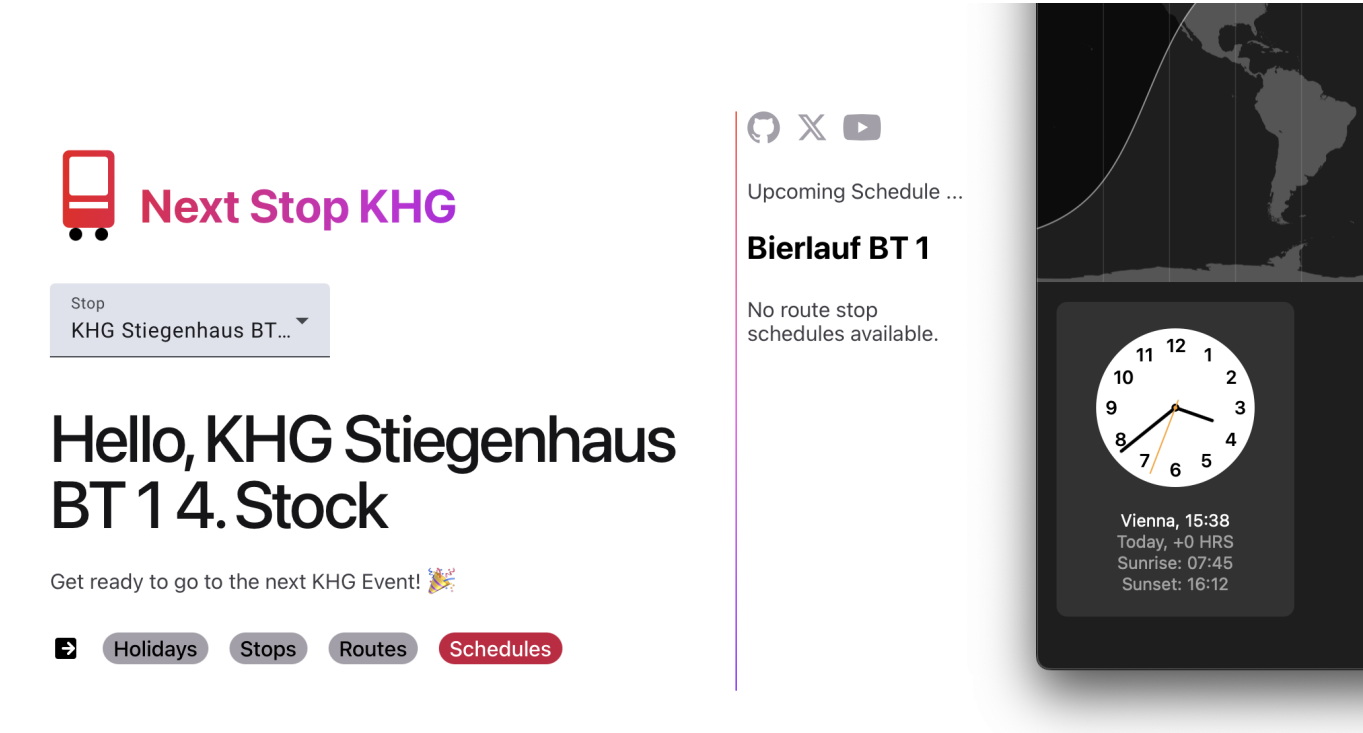 Next Stop KHG
Stop
KHG Stiegenhaus BT…
Hello, KHG Stiegenhaus
BT 1 4. Stock
Get ready to go to the next KHG Event! 🎉
Holidays
Stops
Routes
Schedules
Upcoming Schedule ...
Bierlauf BT 1
No route stop
schedules available.
12
1
2
3
4
5
6
7
8
9
10
11
Vienna, 15:38
Today, +0 HRS
Sunrise: 07:45
Sunset: 16:12